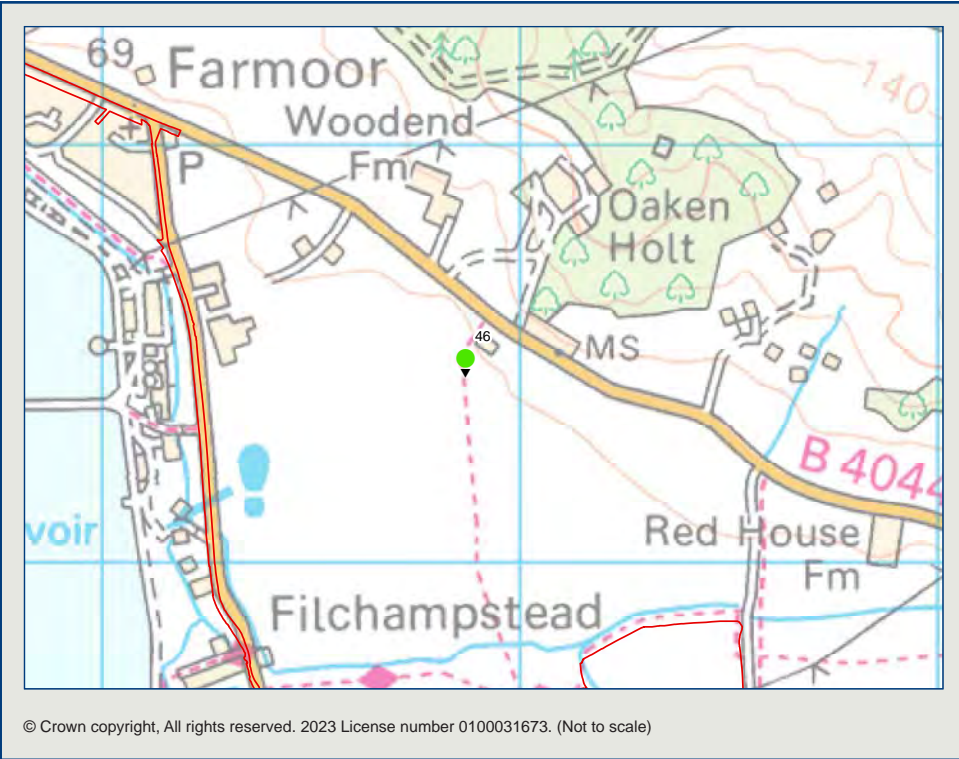 69
Farmoor
140
Woodend
Fm
P
Oaken
Holt
46
MS
B 4044
voir
Red House
Fm
Filchampstead
© Crown copyright, All rights reserved. 2023 License number 0100031673. (Not to scale)